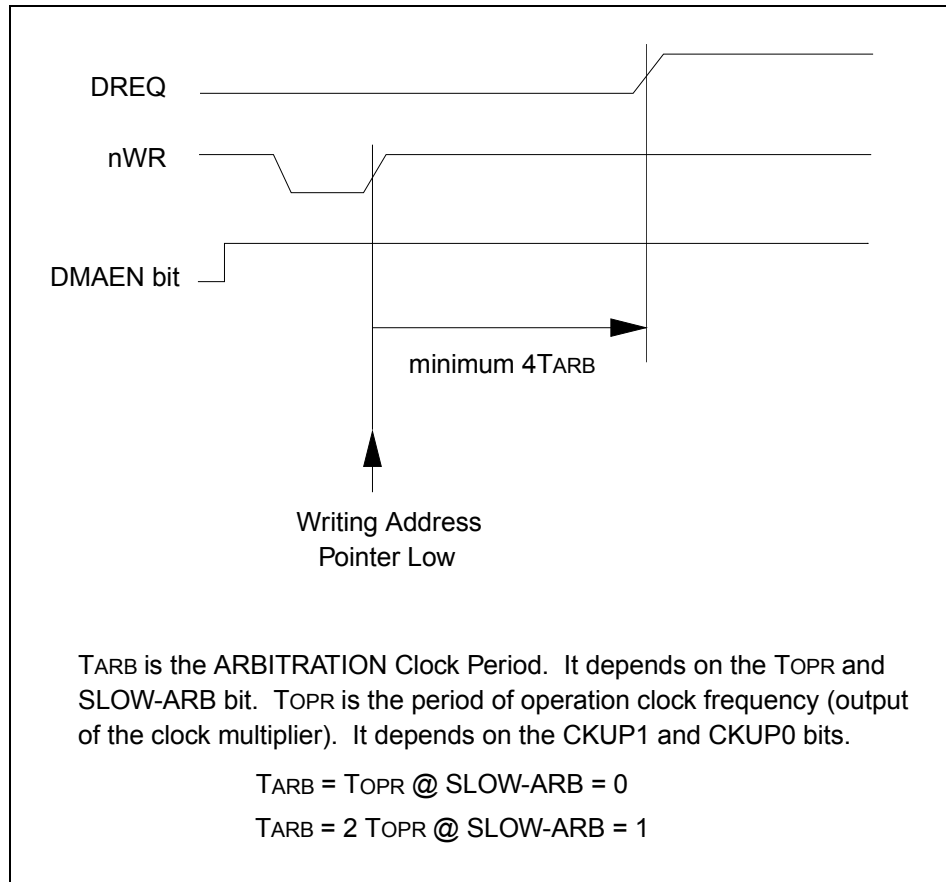 DREQ
nWR
DMAEN bit
minimum 4TARB
Writing Address
Pointer Low
TARB is the ARBITRATION Clock Period.  It depends on the TOPR and
SLOW-ARB bit.  TOPR is the period of operation clock frequency (output
of the clock multiplier).  It depends on the CKUP1 and CKUP0 bits.
TARB = TOPR @ SLOW-ARB = 0
TARB = 2 TOPR @ SLOW-ARB = 1